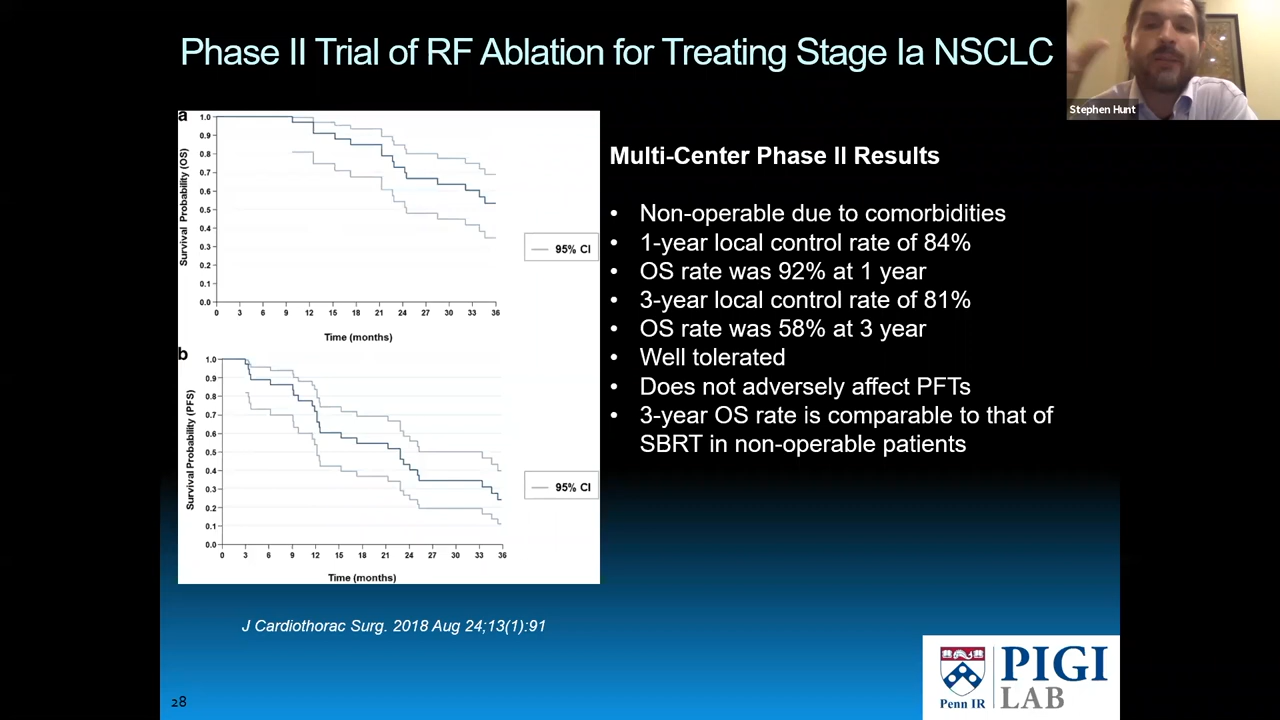 Phase II Trial of RF Ablation for Treating Stage Ia NSCLC
Stephen Hunt
a
Survival Probability (OS)
1.0
0.9
0.8
0.7
0.6
0.5
0.4
0.3
0.2
0.1
0.0
0 3 6 9 12 15 18 21 24 27 30 33 36
Time (months)
95% CI
b
Survival Probability (PFS)
1.0
0.9
0.8
0.7
0.6
0.5
0.4
0.3
0.2
0.1
0.0
0 3 6 9 12 15 18 21 24 27 30 33 36
Time (months)
95% CI
J Cardiothorac Surg. 2018 Aug 24;13(1):91
Multi-Center Phase II Results
• Non-operable due to comorbidities
• 1-year local control rate of 84%
• OS rate was 92% at 1 year
• 3-year local control rate of 81%
• OS rate was 58% at 3 year
• Well tolerated
• Does not adversely affect PFTs
• 3-year OS rate is comparable to that of
SBRT in non-operable patients
28
Penn IR
PIGI
LAB